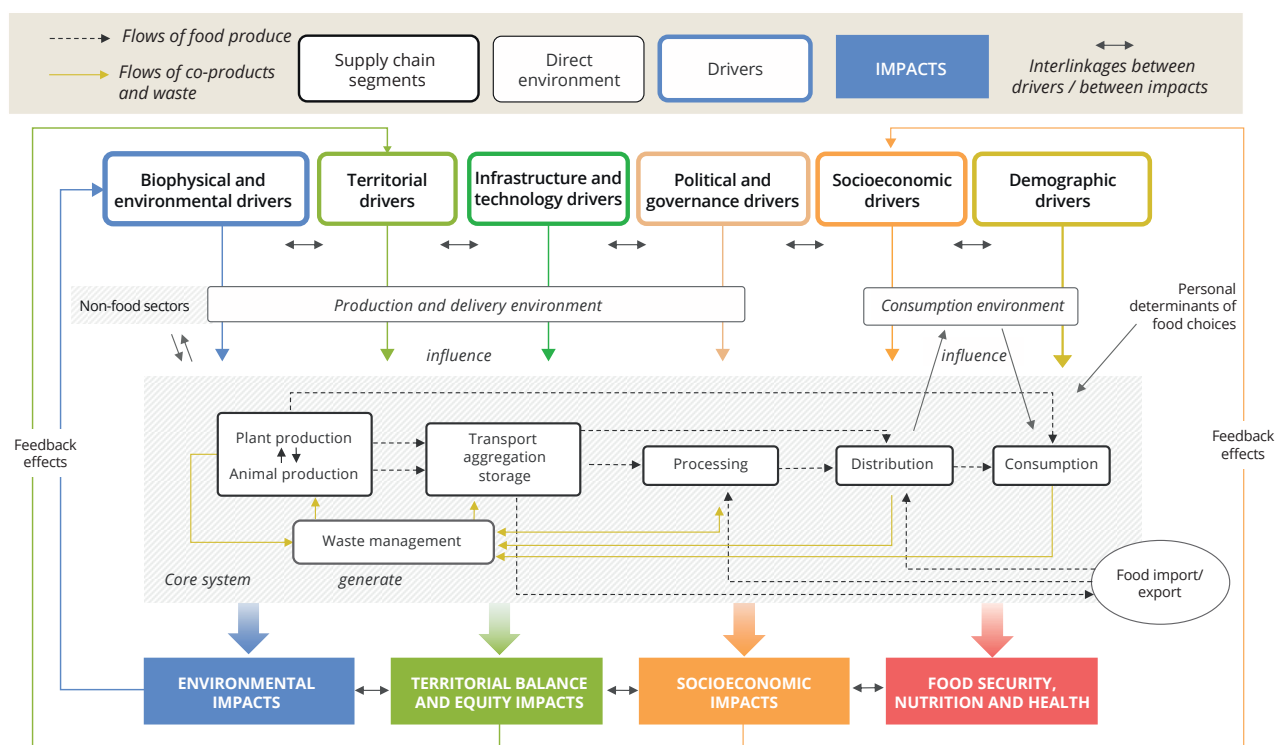 Flows of food produce
Flows of co-products
and waste
Supply chain
segments
Direct
environment
Drivers
IMPACTS
Interlinkages between
drivers / between impacts
Biophysical and
environmental drivers
Territorial
drivers
Infrastructure and
technology drivers
Political and
governance drivers
Socioeconomic
drivers
Demographic
drivers
Non-food sectors
Production and delivery environment
Consumption environment
Personal
determinants of
food choices
influence
influence
Feedback
effects
Feedback
effects
Plant production
Animal production
Transport
aggregation
storage
Processing
Distribution
Consumption
Waste management
Core system
generate
Food import/
export
ENVIRONMENTAL
IMPACTS
TERRITORIAL BALANCE
AND EQUITY IMPACTS
SOCIOECONOMIC
IMPACTS
FOOD SECURITY,
NUTRITION AND HEALTH